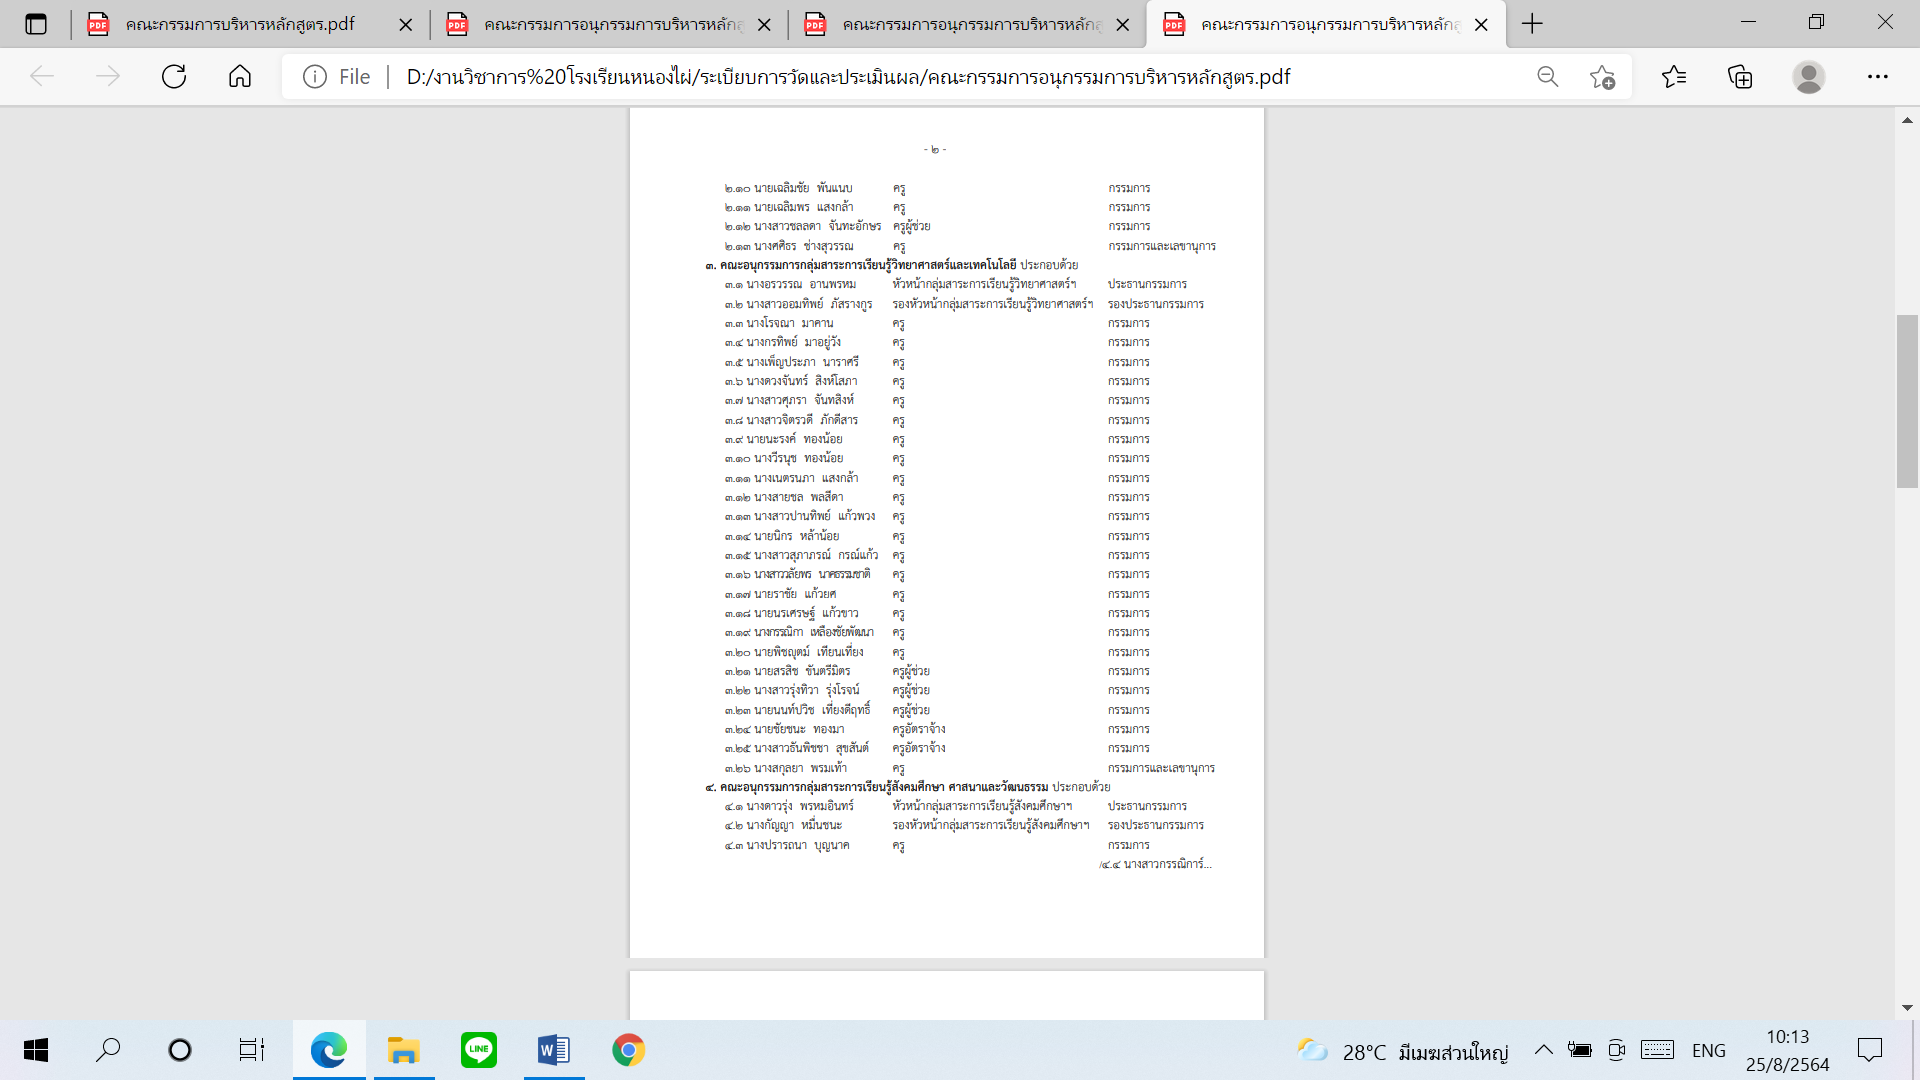 คณะกรรมการบริหารหลักสูตร.pdf
คณะกรรมการอนุกรรมการบริหารหลักสูต
คณะกรรมการอนุกรรมการบริหารหลักสู
คณะกรรมการอนุกรรมการบริหารหลักสู
File
D:/งานวิชาการ%20โรงเรียนหนองไผ่/ระเบียบการวัดและประเมินผล/คณะกรรมการอนุกรรมการบริหารหลักสูตร.pdf
- ๒ -
๒.๑๐ นายเฉลิมชัย พันแนบ ครู กรรมการ
๒.๑๑ นายเฉลิมพร แสงกล้า ครู กรรมการ
๒.๑๒ นางสาวชลลดา จันทะอักษร ครูผู้ช่วย กรรมการ
๒.๑๓ นางศศิธร ช่างสุวรรณ ครู กรรมการและเลขานุการ
๓. คณะอนุกรรมการกลุ่มสาระการเรียนรู้วิทยาศาสตร์และเทคโนโลยี ประกอบด้วย
๓.๑ นางอรวรรณ อานพรหม หัวหน้ากลุ่มสาระการเรียนรู้วิทยาศาสตร์ฯ ประธานกรรมการ
๓.๒ นางสาวออมทิพย์ ภัสรางกูร รองหัวหน้ากลุ่มสาระการเรียนรู้วิทยาศาสตร์ฯ รองประธานกรรมการ
๓.๓ นางโรจณา มาคาน ครู กรรมการ
๓.๔ นางกรทิพย์ มาอยู่วัง ครู กรรมการ
๓.๕ นางเพ็ญประภา นาราศรี ครู กรรมการ
๓.๖ นางดวงจันทร์ สิงห์โสภา ครู กรรมการ
๓.๗ นางสาวศุภรา จันทสิงห์ ครู กรรมการ
๓.๘ นางสาวจิตรวดี ภักดีสาร ครู กรรมการ
๓.๙ นายนะรงค์ ทองน้อย ครู กรรมการ
๓.๑๐ นางวีรนุช ทองน้อย ครู กรรมการ
๓.๑๑ นางเนตรนภา แสงกล้า ครู กรรมการ
๓.๑๒ นางสายชล พลสีดา ครู กรรมการ
๓.๑๓ นางสาวปานทิพย์ แก้วพวง ครู กรรมการ
๓.๑๔ นายนิกร หล้าน้อย ครู กรรมการ
๓.๑๕ นางสาวสุภาภรณ์ กรณ์แก้ว ครู กรรมการ
๓.๑๖ นางสาววลัยพร นาคธรรมชาติ ครู กรรมการ
๓.๑๗ นายราชัย แก้วยศ ครู กรรมการ
๓.๑๘ นายนรเศรษฐ์ แก้วขาว ครู กรรมการ
๓.๑๙ นางกรรณิกา เหลืองชัยพัฒนา ครู กรรมการ
๓.๒๐ นายพิชญุตม์ เทียนเที่ยง ครู กรรมการ
๓.๒๑ นายสรสิช ขันตรีมิตร ครูผู้ช่วย กรรมการ
๓.๒๒ นางสาวรุ่งทิวา รุ่งโรจน์ ครูผู้ช่วย กรรมการ
๓.๒๓ นายนนท์ปวิช เที่ยงดีฤทธิ์ ครูผู้ช่วย กรรมการ
๓.๒๔ นายชัยชนะ ทองมา ครูอัตราจ้าง กรรมการ
๓.๒๕ นางสาวธันพิชชา สุขสันต์ ครูอัตราจ้าง กรรมการ
๓.๒๖ นางสกุลยา พรมเท้า ครู กรรมการและเลขานุการ
๔. คณะอนุกรรมการกลุ่มสาระการเรียนรู้สังคมศึกษา ศาสนาและวัฒนธรรม ประกอบด้วย
๔.๑ นางดาวรุ่ง พรหมอินทร์ หัวหน้ากลุ่มสาระการเรียนรู้สังคมศึกษาฯ ประธานกรรมการ
๔.๒ นางกัญญา หมื่นชนะ รองหัวหน้ากลุ่มสาระการเรียนรู้สังคมศึกษาฯ รองประธานกรรมการ
๔.๓ นางปรารถนา บุญนาค ครู กรรมการ
/๔.๔ นางสาวกรรณิการ์...
28°C มีเมฆส่วนใหญ่
ENG
10:13
25/8/2564